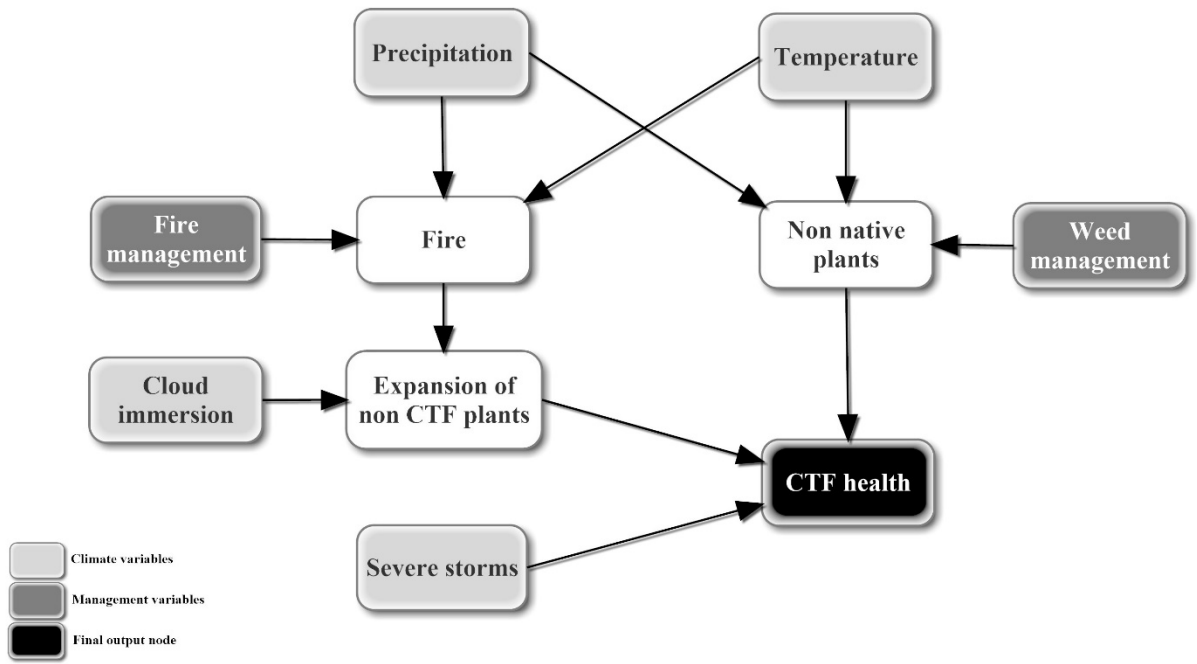 Precipitation
Temperature
Fire
management
Fire
Non native
plants
Weed
management
Cloud
immersion
Expansion of
non CTF plants
CTF health
Severe storms
Climate variables
Management variables
Final output node